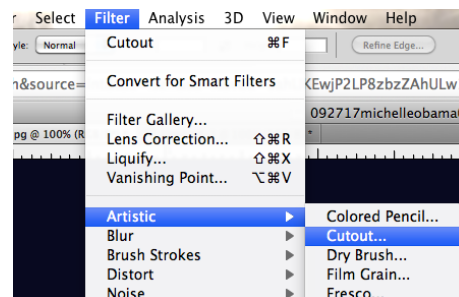 Select Filter Analysis 3D View Window Help
yle: Normal Refine Edge...
Cutout ⌘F
n&source= KEwjP2LP8zbzZAhULw
Convert for Smart Filters
092717michelleobama
Filter Gallery...
pg @ 100% (R Lens Correction... ⇧⌘R *
Liquify... ⇧⌘X
Vanishing Point... ⌥⌘V
Artistic Colored Pencil...
Blur Cutout...
Brush Strokes Dry Brush...
Distort Film Grain...
Noise Fresco...